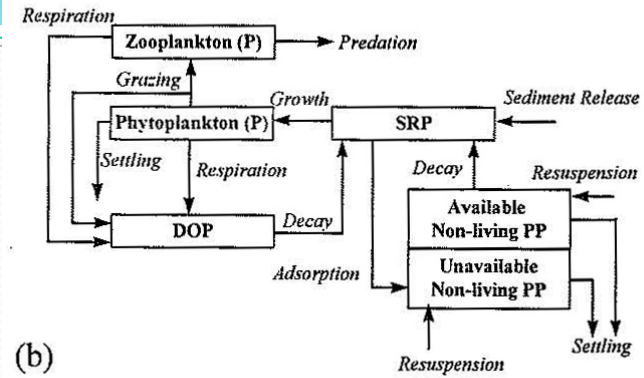 Respiration
Zooplankton (P)
Predation
Grazing
Growth
Sediment Release
Phytoplankton (P)
SRP
Settling
Respiration
Decay
Resuspension
Available
Non-living PP
DOP
Decay
Unavailable
Non-living PP
Adsorption
Settling
Resuspension
(b)